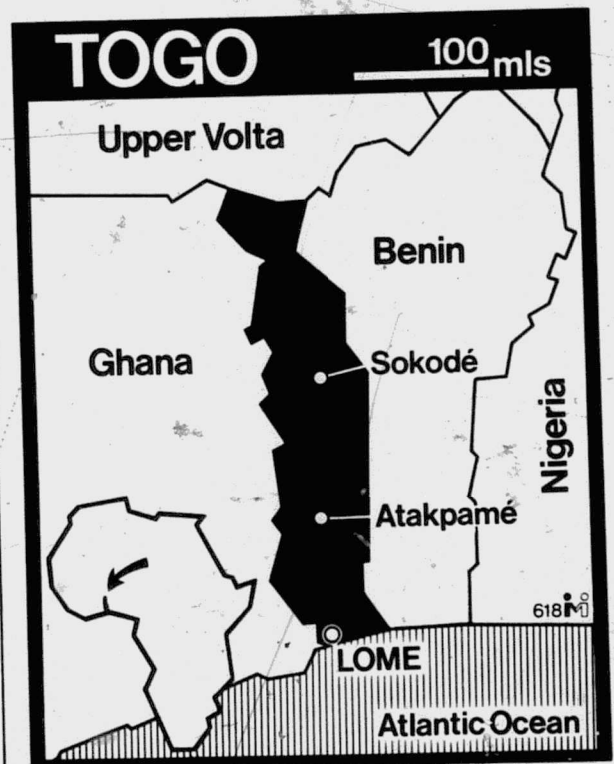 TOGO
100 mls
Upper Volta
Benin
Ghana
Sokodé
Nigeria
Atakpamé
618
LOME
Atlantic Ocean